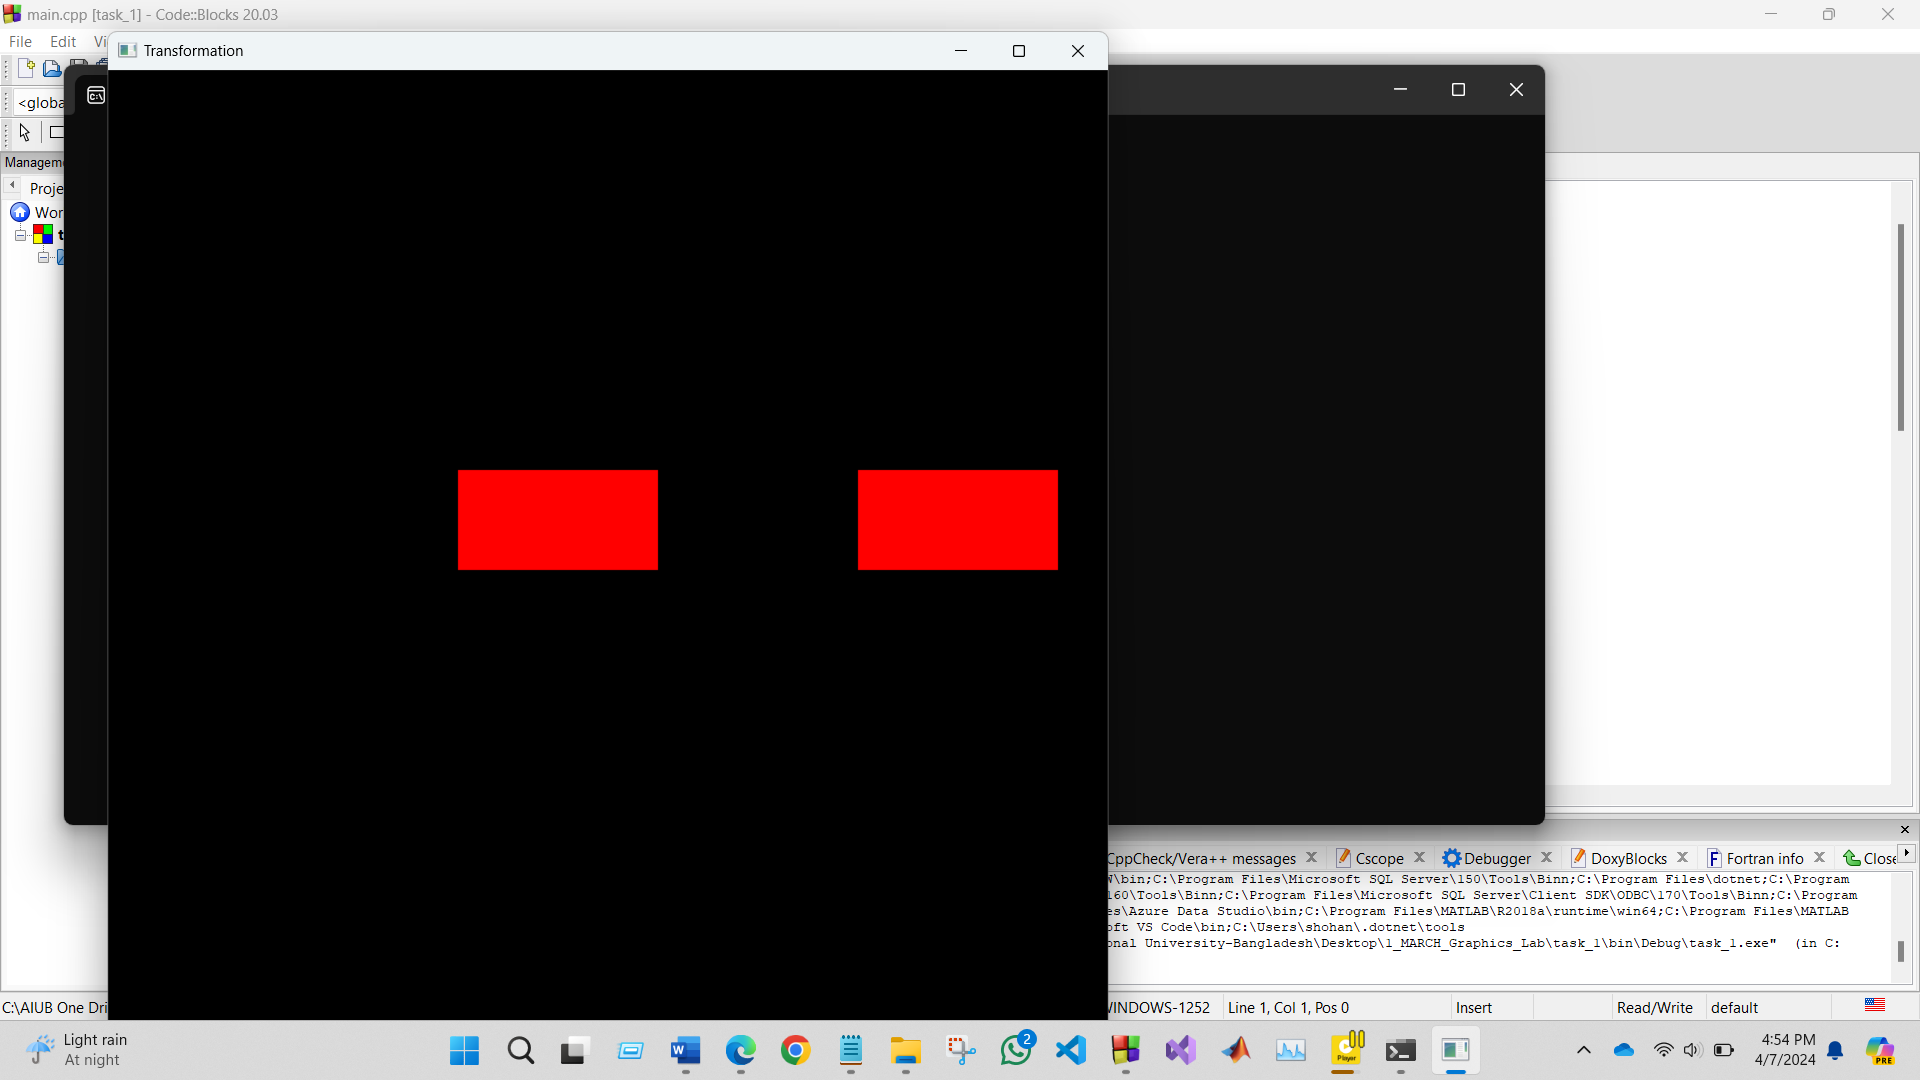 main.cpp [task_1] - Code::Blocks 20.03
File Edit
Transformation
<globa
Managem
Proje
Wor
CppCheck/Vera++ messages Cscope Debugger DoxyBlocks Fortran info Close
W\bin;C:\Program Files\Microsoft SQL Server\150\Tools\Binn;C:\Program Files\dotnet;C:\Program
160\Tools\Binn;C:\Program Files\Microsoft SQL Server\Client SDK\ODBC\170\Tools\Binn;C:\Program
es\Azure Data Studio\bin;C:\Program Files\MATLAB\R2018a\runtime\win64;C:\Program Files\MATLAB
oft VS Code\bin;C:\Users\shohan\.dotnet\tools
onal University-Bangladesh\Desktop\1_MARCH_Graphics_Lab\task_1\bin\Debug\task_1.exe" (in C:
C:\AIUB One Dri
WINDOWS-1252 Line 1, Col 1, Pos 0 Insert Read/Write default
Light rain
At night
2
Player
4:54 PM
4/7/2024
PRE